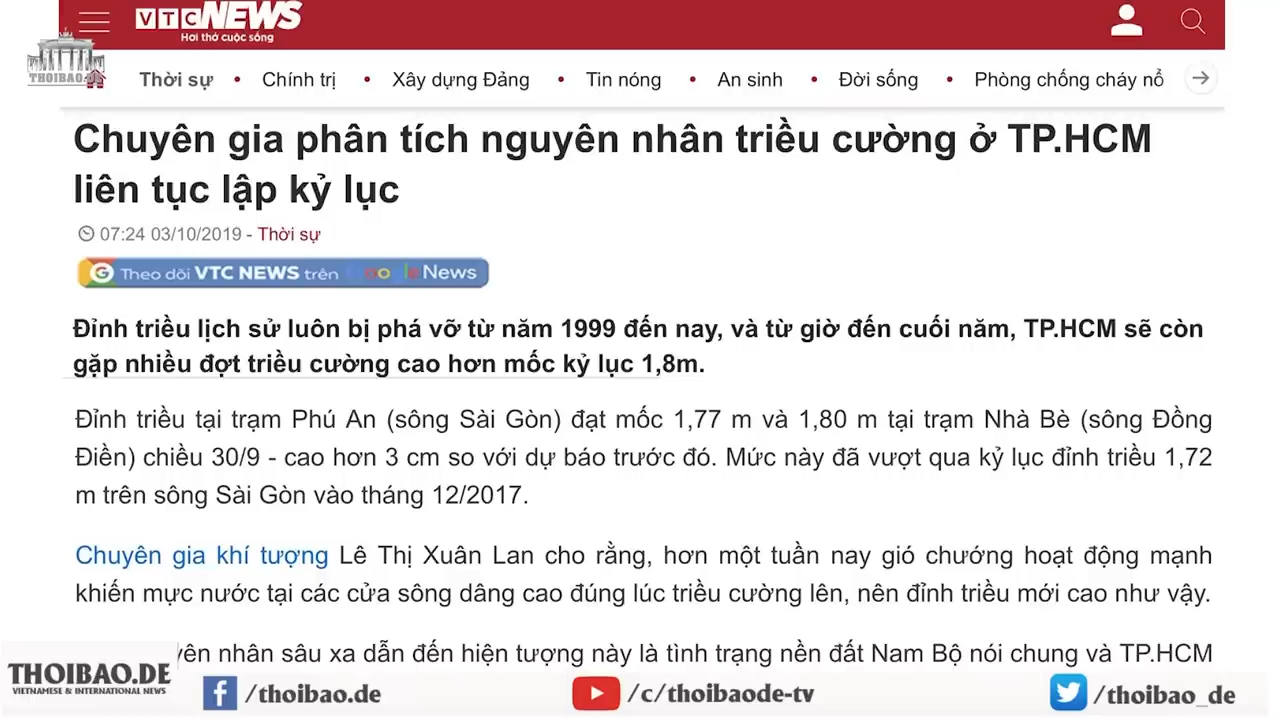 VTC NEWS
Hơi thở cuộc sống
THOIBAO
Thời sự • Chính trị • Xây dựng Đảng • Tin nóng • An sinh • Đời sống • Phòng chống cháy nổ
Chuyên gia phân tích nguyên nhân triều cường ở TP.HCM
liên tục lập kỷ lục
07:24 03/10/2019 - Thời sự
Theo dõi VTC NEWS trên Google News
Đỉnh triều lịch sử luôn bị phá vỡ từ năm 1999 đến nay, và từ giờ đến cuối năm, TP.HCM sẽ còn
gặp nhiều đợt triều cường cao hơn mốc kỷ lục 1,8m.
Đỉnh triều tại trạm Phú An (sông Sài Gòn) đạt mốc 1,77 m và 1,80 m tại trạm Nhà Bè (sông Đồng
Điền) chiều 30/9 - cao hơn 3 cm so với dự báo trước đó. Mức này đã vượt qua kỷ lục đỉnh triều 1,72
m trên sông Sài Gòn vào tháng 12/2017.
Chuyên gia khí tượng Lê Thị Xuân Lan cho rằng, hơn một tuần nay gió chướng hoạt động mạnh
khiến mực nước tại các cửa sông dâng cao đúng lúc triều cường lên, nên đỉnh triều mới cao như vậy.
nhân sâu xa dẫn đến hiện tượng này là tình trạng nền đất Nam Bộ nói chung và TP.HCM
THOIBAO.DE
VIETNAMESE & INTERNATIONAL NEWS
/thoibao.de
/c/thoibaode-tv
/thoibao_de